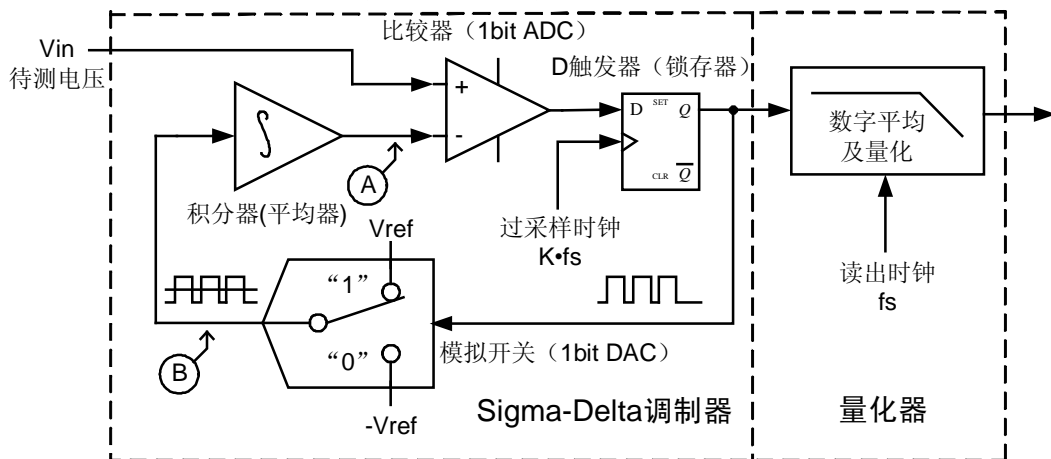 比较器（1bit ADC）
Vin
待测电压
D触发器（锁存器）
+
-
D
SET
Q
CLR
Q
∫
A
数字平均
及量化
积分器(平均器)
过采样时钟
K•fs
读出时钟
fs
Vref
“1”
“0”
B
模拟开关（1bit DAC）
-Vref
Sigma-Delta调制器
量化器